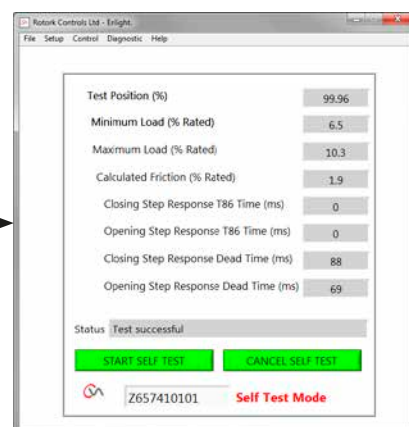 Rotork Controls Ltd - Enlight.
File Setup Control Diagnostic Help
Test Position (%) 99.96
Minimum Load (% Rated) 6.5
Maximum Load (% Rated) 10.3
Calculated Friction (% Rated) 1.9
Closing Step Response T86 Time (ms) 0
Opening Step Response T86 Time (ms) 0
Closing Step Response Dead Time (ms) 88
Opening Step Response Dead Time (ms) 69
Status Test successful
START SELF TEST CANCEL SELF TEST
Z657410101 Self Test Mode